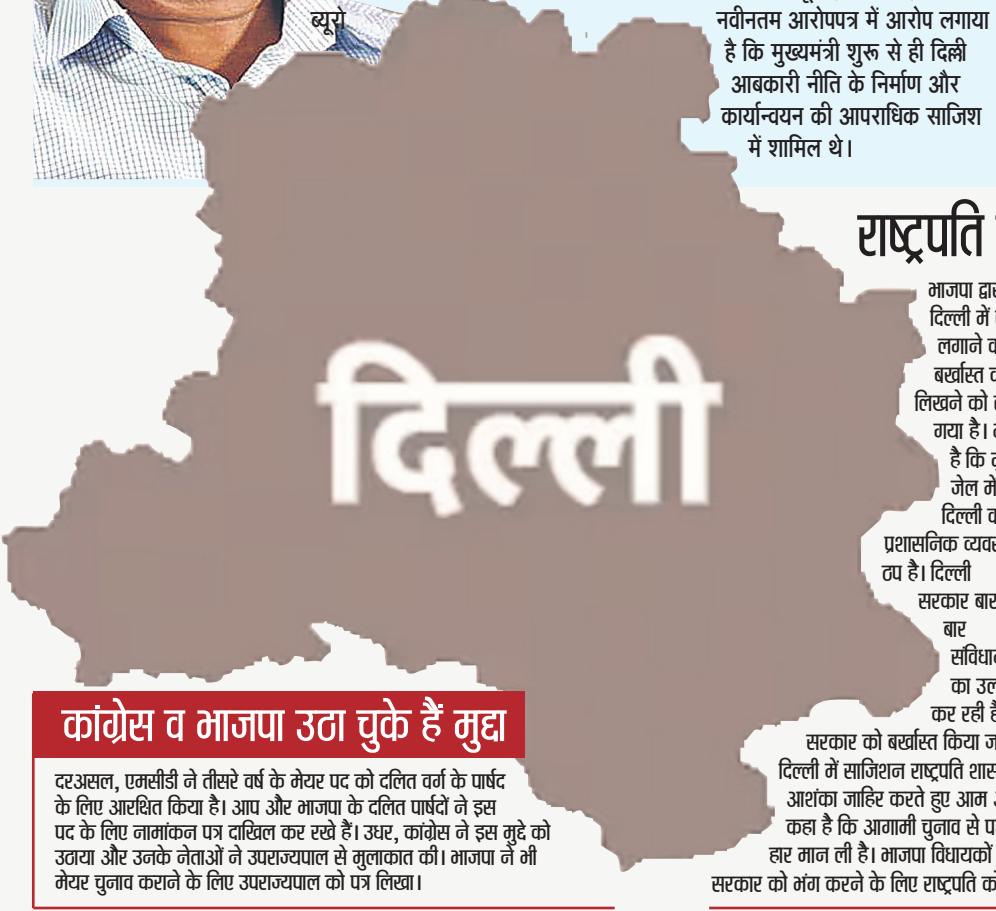 ब्यूरो
नवीनतम आरोपपत्र में आरोप लगाया
है कि मुख्यमंत्री शुरू से ही दिल्ली
आबकारी नीति के निर्माण और
कार्यान्वयन की आपराधिक साजिश
में शामिल थे।
राष्ट्रपति
भाजपा
दिल्ली में
लगाने
बर्खास्त
लिखने को
गया है।
है कि
जेल में
दिल्ली
प्रशासनिक
ठप है। दिल्ली
सरकार
बार
का
कर रही
सरकार को बर्खास्त किया
दिल्ली में साजिशन राष्ट्रपति
आशंका जाहिर करते हुए आम
कहा है कि आगामी चुनाव से
हार मान ली है। भाजपा विधायकों
सरकार को भंग करने के लिए राष्ट्रपति
दिल्ली
कांग्रेस व भाजपा उठा चुके हैं मुद्दा
दरअसल, एमसीडी ने तीसरे वर्ष के मेयर पद को दलित वर्ग के पार्षद
के लिए आरक्षित किया है। आप और भाजपा के दलित पार्षदों ने इस
पद के लिए नामांकन पत्र दाखिल कर रखे हैं। उधर, कांग्रेस ने इस मुद्दे को
उठाया और उनके नेताओं ने उपराज्यपाल से मुलाकात की। भाजपा ने भी
मेयर चुनाव कराने के लिए उपराज्यपाल को पत्र लिखा।